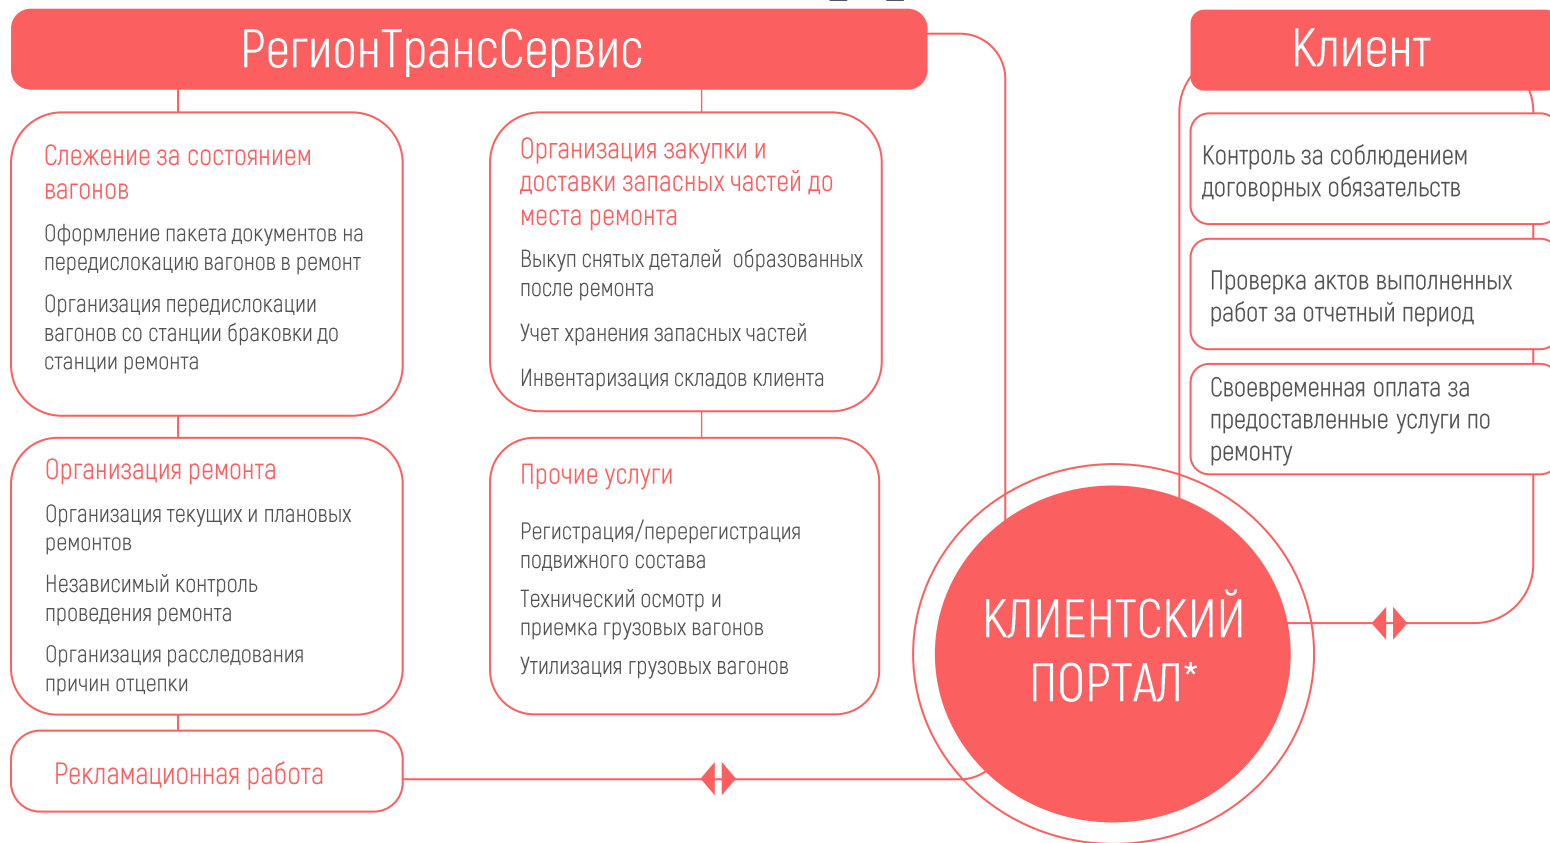 РегионТрансСервис
Клиент
Слежение за состоянием
вагонов
Оформление пакета документов на
передислокацию вагонов в ремонт
Организация передислокации
вагонов со станции браковки до
станции ремонта
Организация закупки и
доставки запасных частей до
места ремонта
Выкуп снятых деталей образованных
после ремонта
Учет хранения запасных частей
Инвентаризация складов клиента
Контроль за соблюдением
договорных обязательств
Проверка актов выполненных
работ за отчетный период
Своевременная оплата за
предоставленные услуги по
ремонту
Организация ремонта
Организация текущих и плановых
ремонтов
Независимый контроль
проведения ремонта
Организация расследования
причин отцепки
Прочие услуги
Регистрация/перерегистрация
подвижного состава
Технический осмотр и
приемка грузовых вагонов
Утилизация грузовых вагонов
КЛИЕНТСКИЙ
ПОРТАЛ*
Рекламационная работа